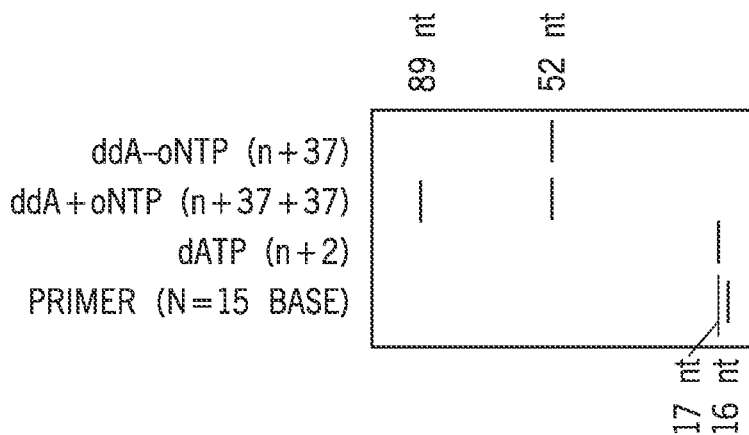 89 nt
52 nt
ddA-oNTP (n+37)
ddA+oNTP (n+37+37)
dATP (n+2)
PRIMER (N=15 BASE)
17 nt
16 nt